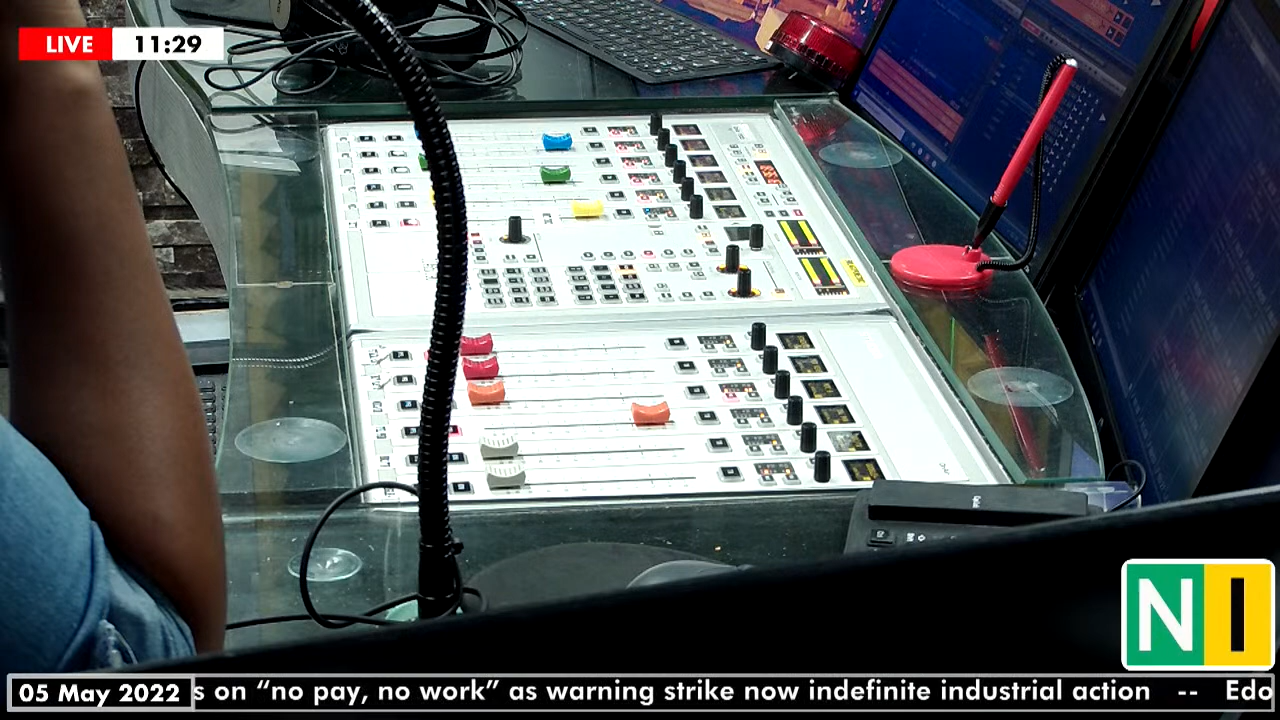 LIVE 11:29
NI
05 May 2022 s on “no pay, no work” as warning strike now indefinite industrial action -- Edo